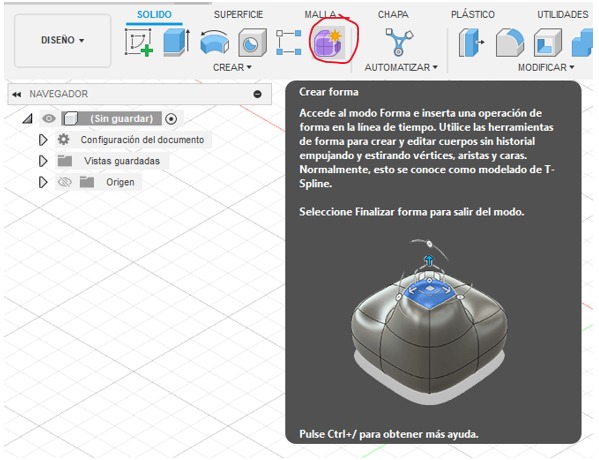 SÓLIDO SUPERFICIE MALLA CHAPA PLÁSTICO UTILIDADES
DISEÑO
CREAR AUTOMATIZAR MODIFICAR
NAVEGADOR
(Sin guardar)
Configuración del documento
Vistas guardadas
Origen
Crear forma
Accede al modo Forma e inserta una operación de
forma en la línea de tiempo. Utilice las herramientas
de forma para crear y editar cuerpos sin historial
empujando y estirando vértices, aristas y caras.
Normalmente, esto se conoce como modelado de T-
Spline.
Seleccione Finalizar forma para salir del modo.
Pulse Ctrl+/ para obtener más ayuda.